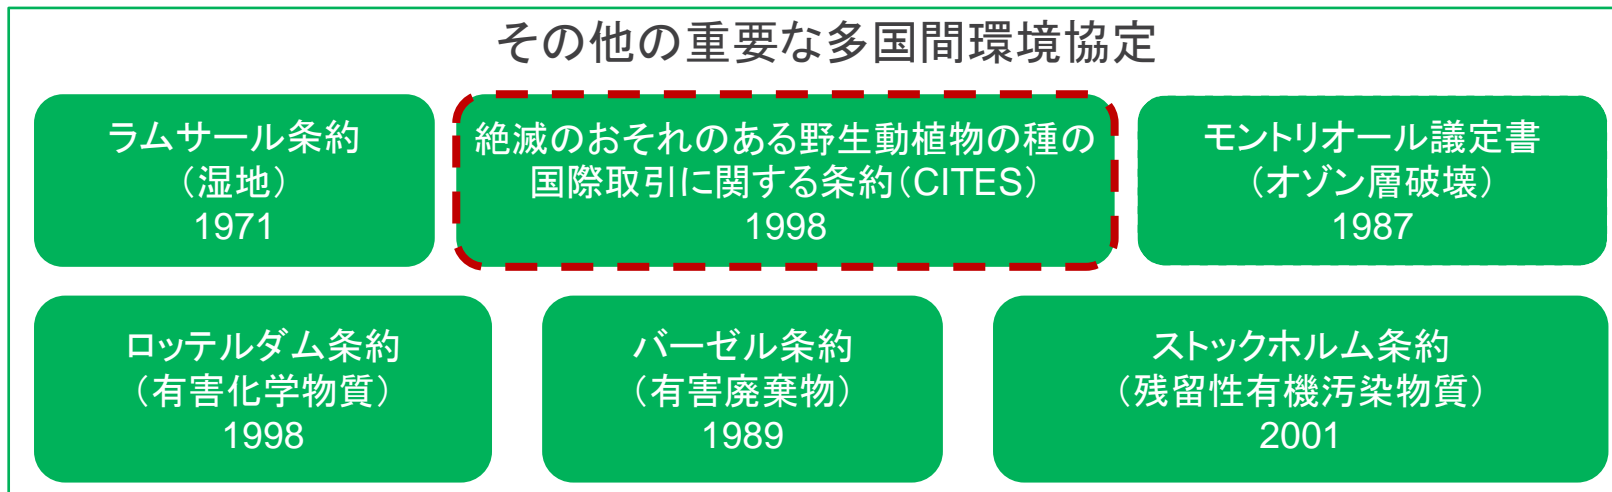 その他の重要な多国間環境協定
ラムサール条約
（湿地）
1971
絶滅のおそれのある野生動植物の種の
国際取引に関する条約（CITES）
1998
モントリオール議定書
（オゾン層破壊）
1987
ロッテルダム条約
（有害化学物質）
1998
バーゼル条約
（有害廃棄物）
1989
ストックホルム条約
（残留性有機汚染物質）
2001